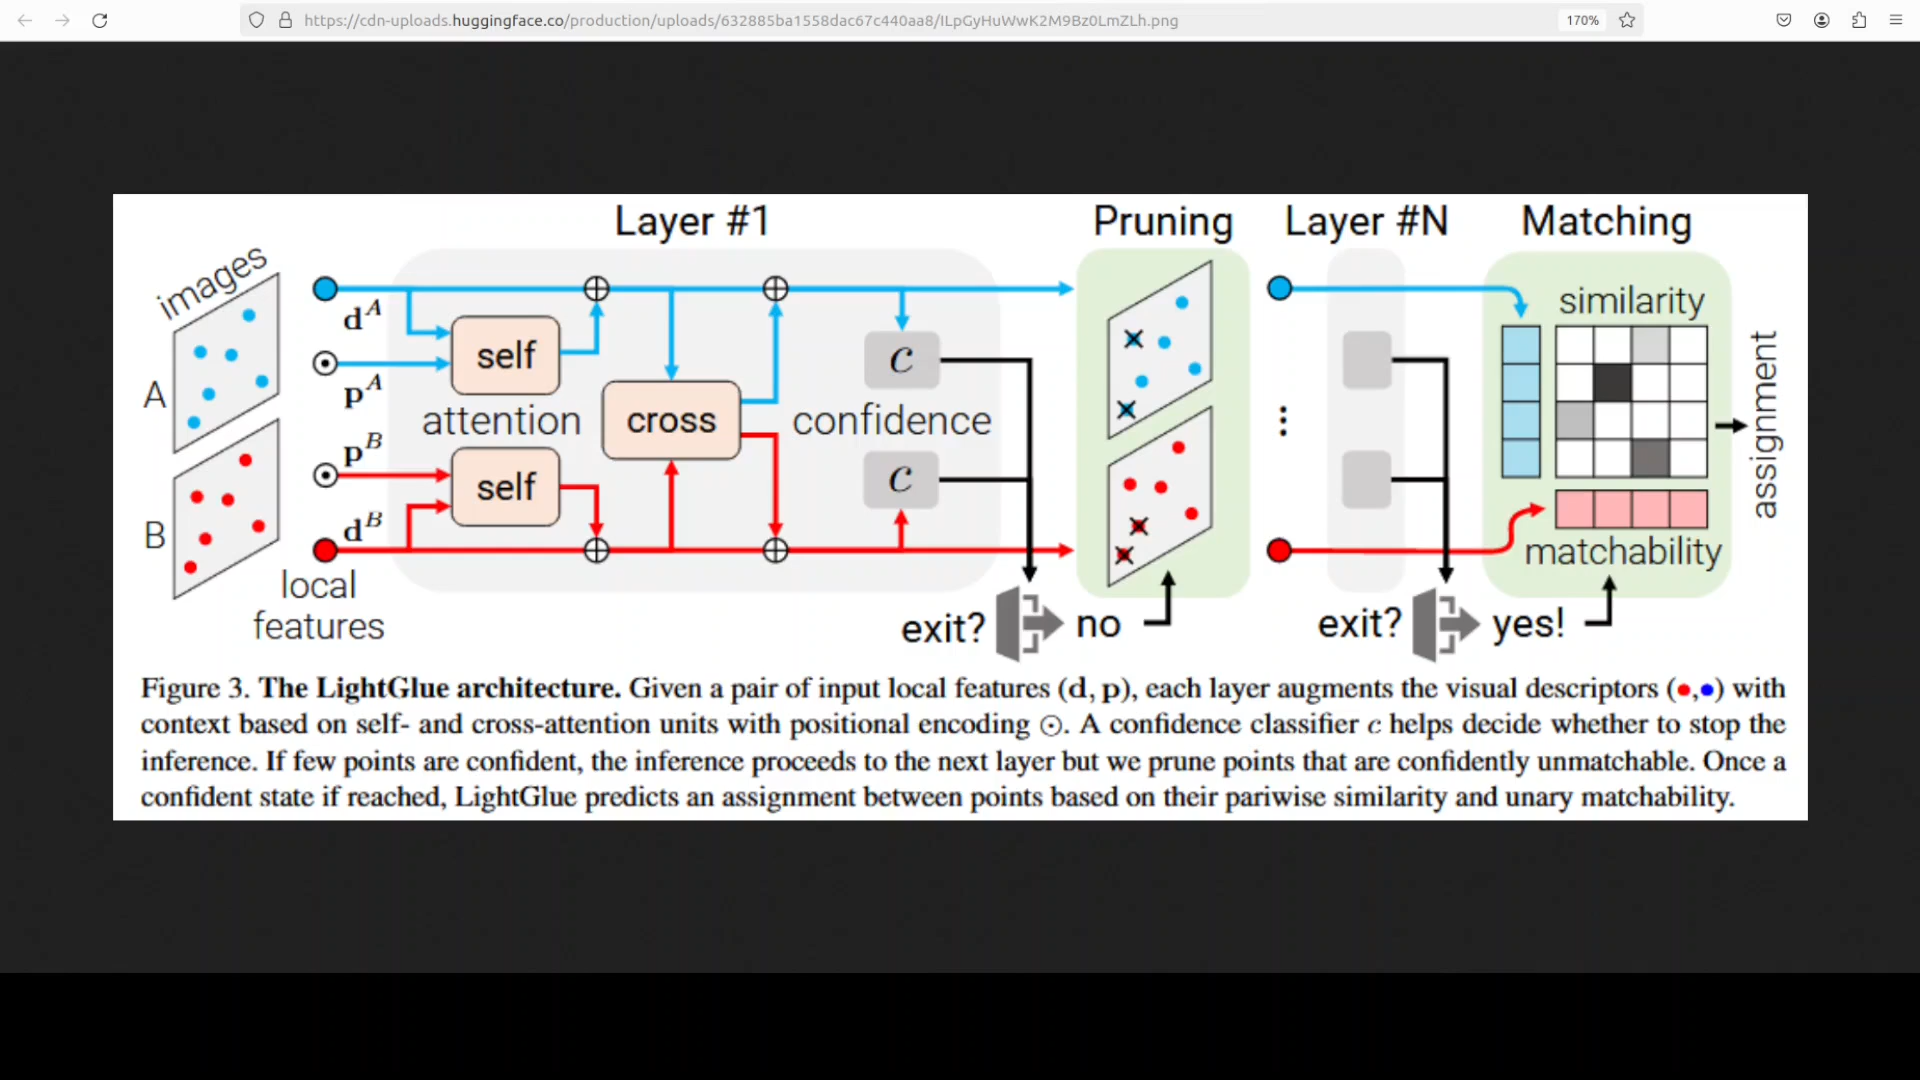 https://cdn-uploads.huggingface.co/production/uploads/632885ba1558dac67c440aa8/ILpGyHuWwK2M9Bz0LmZLh.png
170%
Layer #1
Pruning
Layer #N
Matching
images
A
B
d^A
p^A
p^B
d^B
local
features
self
attention
self
cross
confidence
c
c
exit?
no
⋮
exit?
yes!
similarity
matchability
assignment
Figure 3. The LightGlue architecture. Given a pair of input local features (d, p), each layer augments the visual descriptors (●,●) with
context based on self- and cross-attention units with positional encoding ⊙. A confidence classifier c helps decide whether to stop the
inference. If few points are confident, the inference proceeds to the next layer but we prune points that are confidently unmatchable. Once a
confident state if reached, LightGlue predicts an assignment between points based on their pariwise similarity and unary matchability.